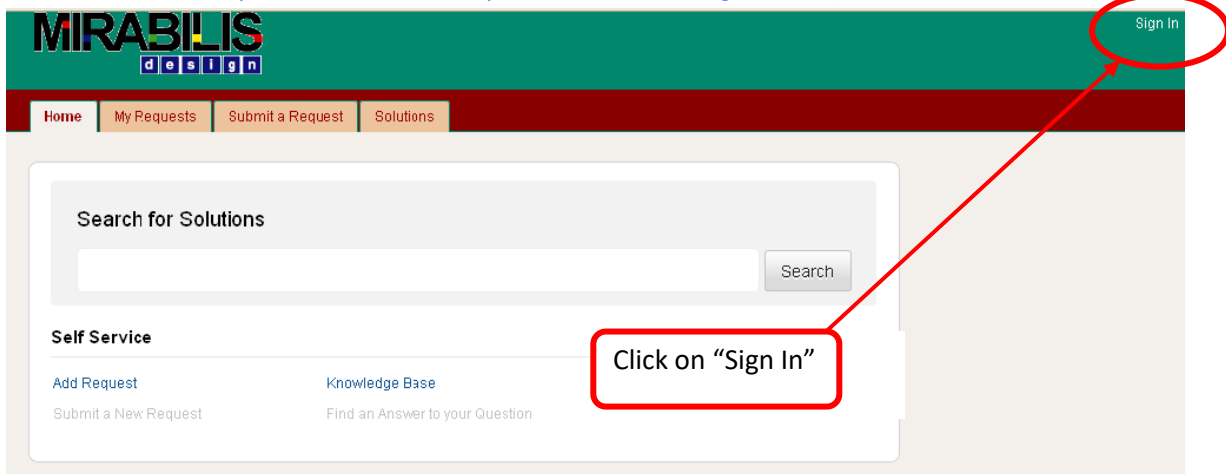 MIRABILIS
design
Sign In
Home My Requests Submit a Request Solutions
Search for Solutions
Search
Self Service
Click on “Sign In”
Add Request Knowledge Base
Submit a New Request Find an Answer to your Question